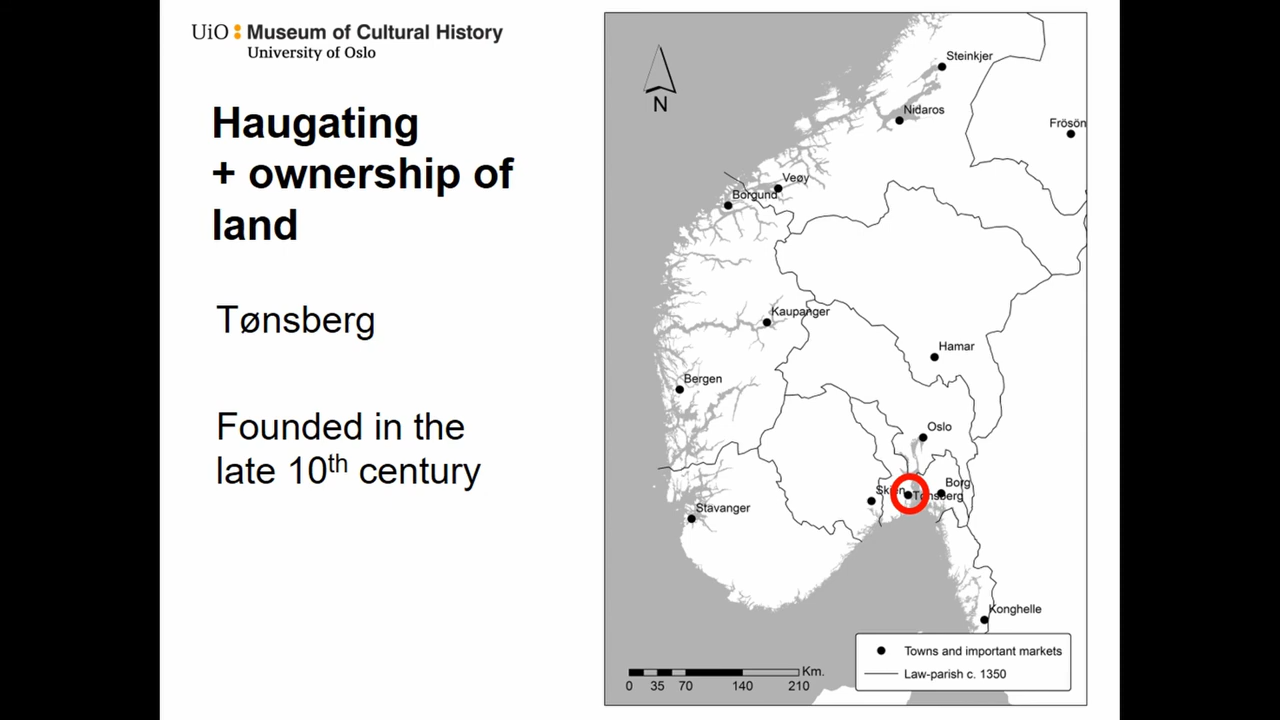 UiO Museum of Cultural History
University of Oslo
Haugating
+ ownership of
land
Tønsberg
Founded in the
late 10th century
N
Steinkjer
Nidaros
Frösön
Veøy
Borgund
Kaupanger
Hamar
Bergen
Oslo
Skien
Tønsberg
Borg
Stavanger
Konghelle
Towns and important markets
Law-parish c. 1350
Km.
0 35 70 140 210